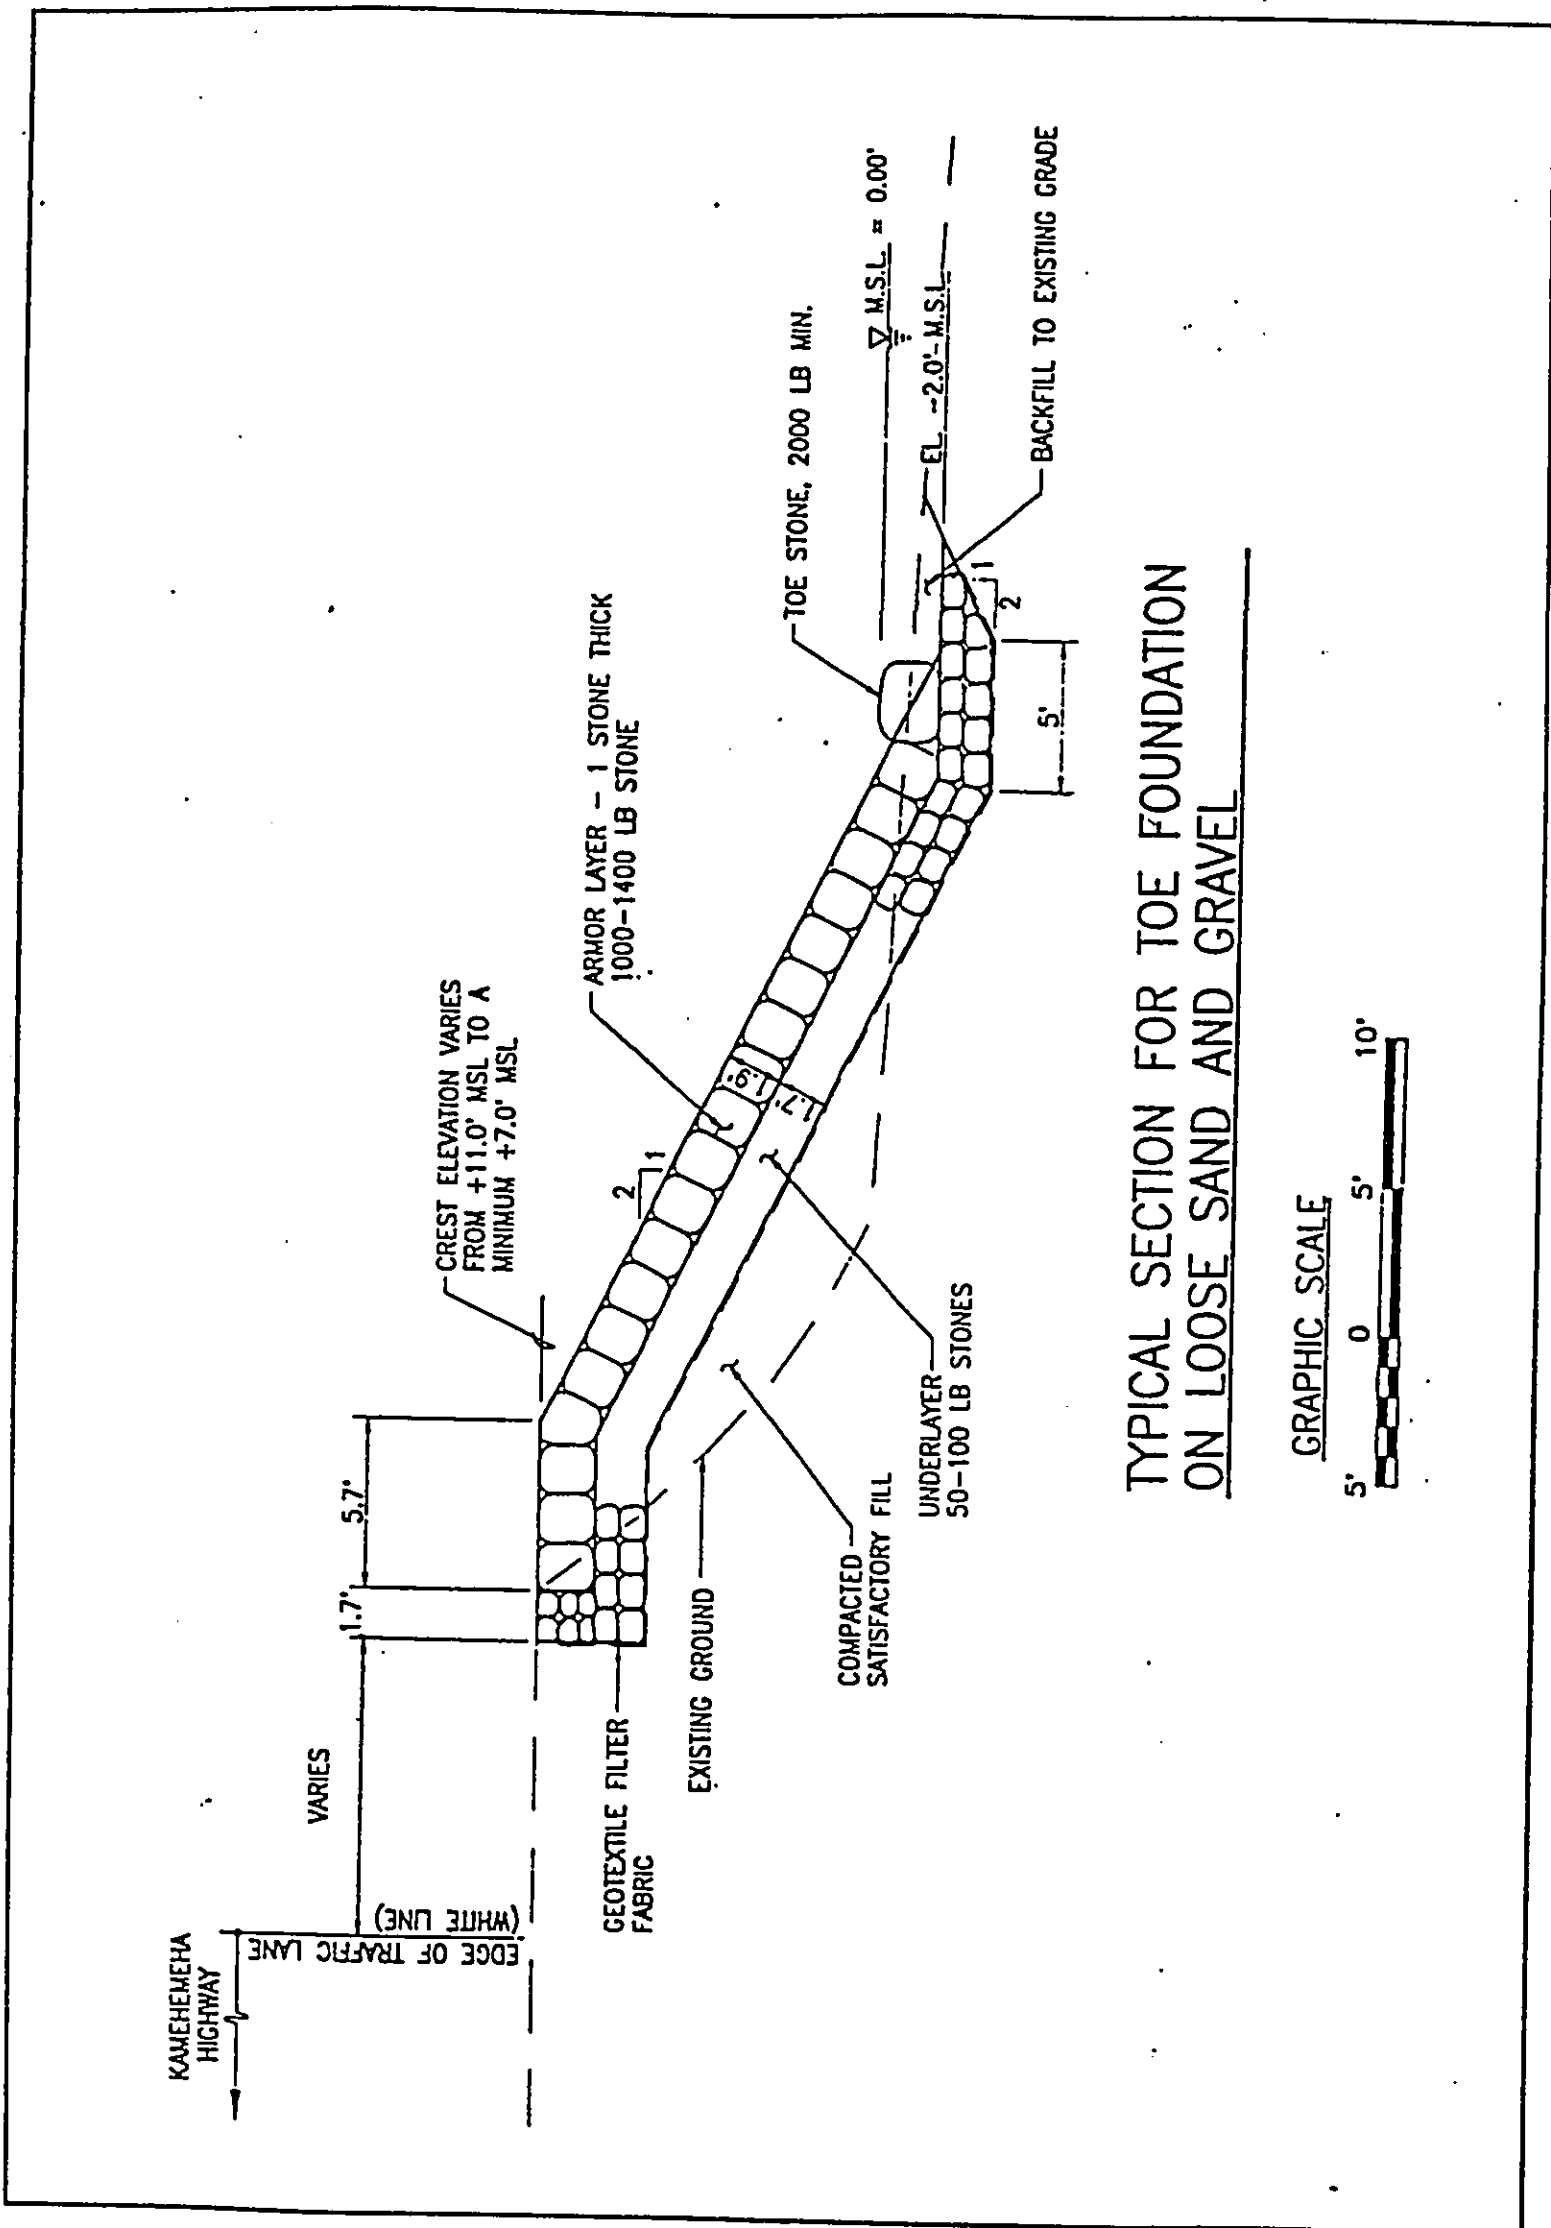 KAMEHEMEHA
HIGHWAY
EDGE OF TRAFFIC LANE
(WHITE LINE)
VARIES
1.7'
5.7'
CREST ELEVATION VARIES
FROM +11.0' MSL TO A
MINIMUM +7.0' MSL
2
1
ARMOR LAYER - 1 STONE THICK
1000-1400 LB STONE
1.9'
1.7'
TOE STONE, 2000 LB MIN.
M.S.L. = 0.00'
EL. -2.0'-M.S.L.
1
2
BACKFILL TO EXISTING GRADE
5'
GEOTEXTILE FILTER
FABRIC
EXISTING GROUND
COMPACTED
SATISFACTORY FILL
UNDERLAYER
50-100 LB STONES
TYPICAL SECTION FOR TOE FOUNDATION
ON LOOSE SAND AND GRAVEL
GRAPHIC SCALE
5' 0 5' 10'